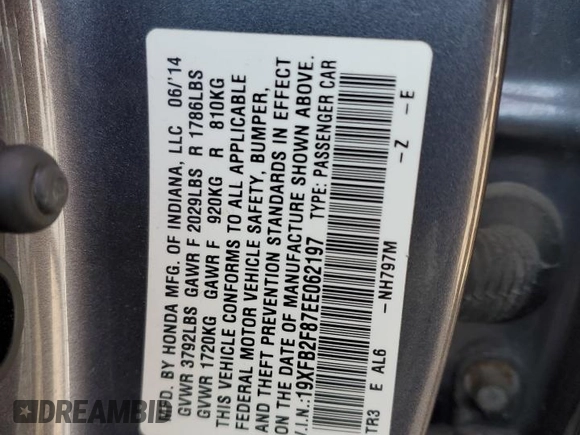 MFD. BY HONDA MFG. OF INDIANA, LLC 06/'14
GVWR 3792LBS GAWR F 2029LBS R 1786LBS
GVWR 1720KG GAWR F 920KG R 810KG
THIS VEHICLE CONFORMS TO ALL APPLICABLE
FEDERAL MOTOR VEHICLE SAFETY, BUMPER,
AND THEFT PREVENTION STANDARDS IN EFFECT
ON THE DATE OF MANUFACTURE SHOWN ABOVE.
V.I.N.:19XFB2F87EE062197 TYPE: PASSENGER CAR
TR3 E AL6 -NH797M -Z -E
DREAMBID